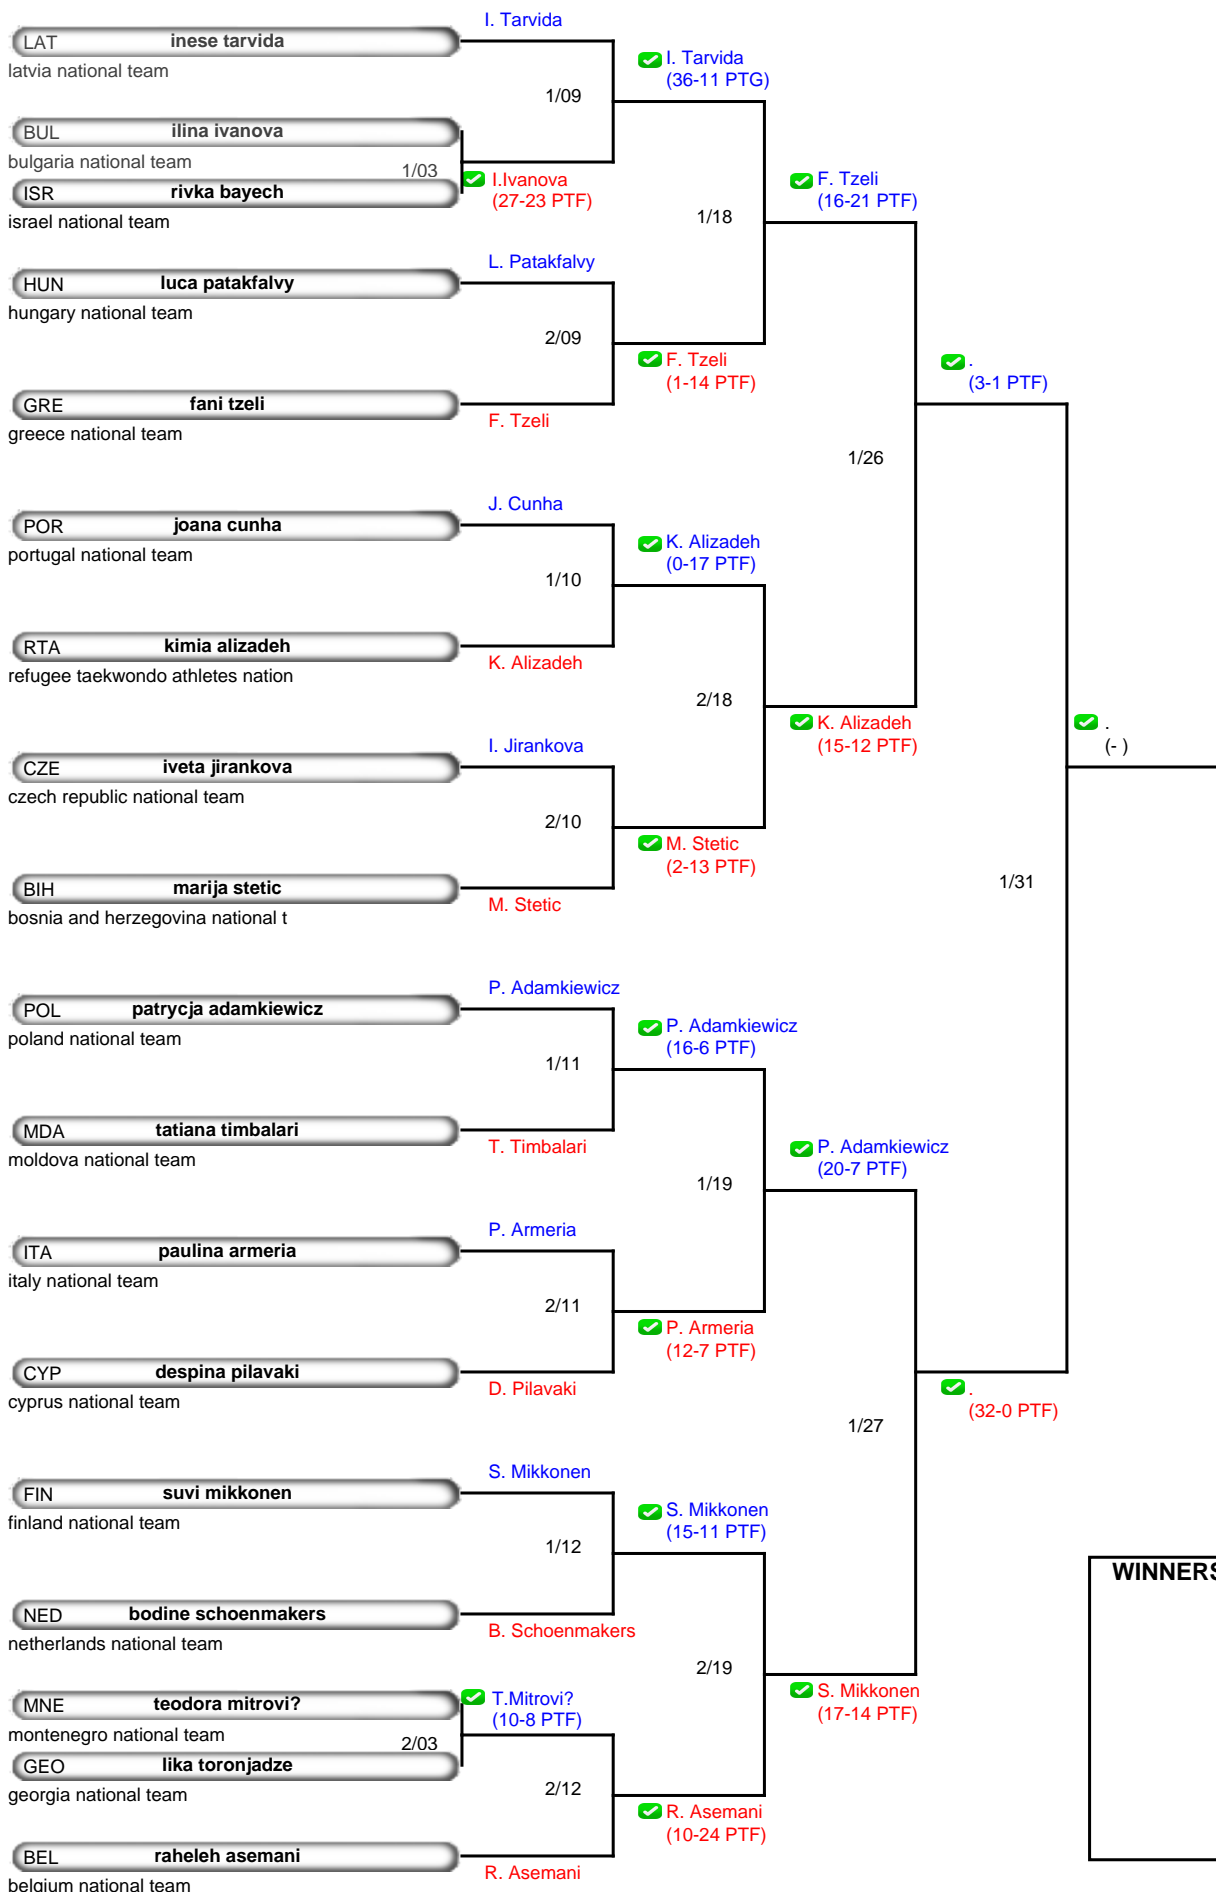 I. Tarvida
LAT inese tarvida
latvia national team
I. Tarvida
(36-11 PTG)
1/09
BUL ilina ivanova
bulgaria national team
1/03
I.Ivanova
(27-23 PTF)
ISR rivka bayech
israel national team
F. Tzeli
(16-21 PTF)
1/18
L. Patakfalvy
HUN luca patakfalvy
hungary national team
2/09
F. Tzeli
(1-14 PTF)
.
(3-1 PTF)
GRE fani tzeli
greece national team
F. Tzeli
1/26
J. Cunha
POR joana cunha
portugal national team
K. Alizadeh
(0-17 PTF)
1/10
RTA kimia alizadeh
refugee taekwondo athletes nation
K. Alizadeh
2/18
K. Alizadeh
(15-12 PTF)
.
(- )
I. Jirankova
CZE iveta jirankova
czech republic national team
2/10
M. Stetic
(2-13 PTF)
BIH marija stetic
bosnia and herzegovina national t
M. Stetic
1/31
P. Adamkiewicz
POL patrycja adamkiewicz
poland national team
P. Adamkiewicz
(16-6 PTF)
1/11
MDA tatiana timbalari
moldova national team
T. Timbalari
P. Adamkiewicz
(20-7 PTF)
1/19
P. Armeria
ITA paulina armeria
italy national team
2/11
P. Armeria
(12-7 PTF)
CYP despina pilavaki
cyprus national team
D. Pilavaki
.
(32-0 PTF)
1/27
S. Mikkonen
FIN suvi mikkonen
finland national team
S. Mikkonen
(15-11 PTF)
1/12
WINNERS
NED bodine schoenmakers
netherlands national team
B. Schoenmakers
2/19
S. Mikkonen
(17-14 PTF)
MNE teodora mitrovi?
montenegro national team
T.Mitrovi?
(10-8 PTF)
2/03
GEO lika toronjadze
georgia national team
2/12
R. Asemani
(10-24 PTF)
BEL raheleh asemani
belgium national team
R. Asemani